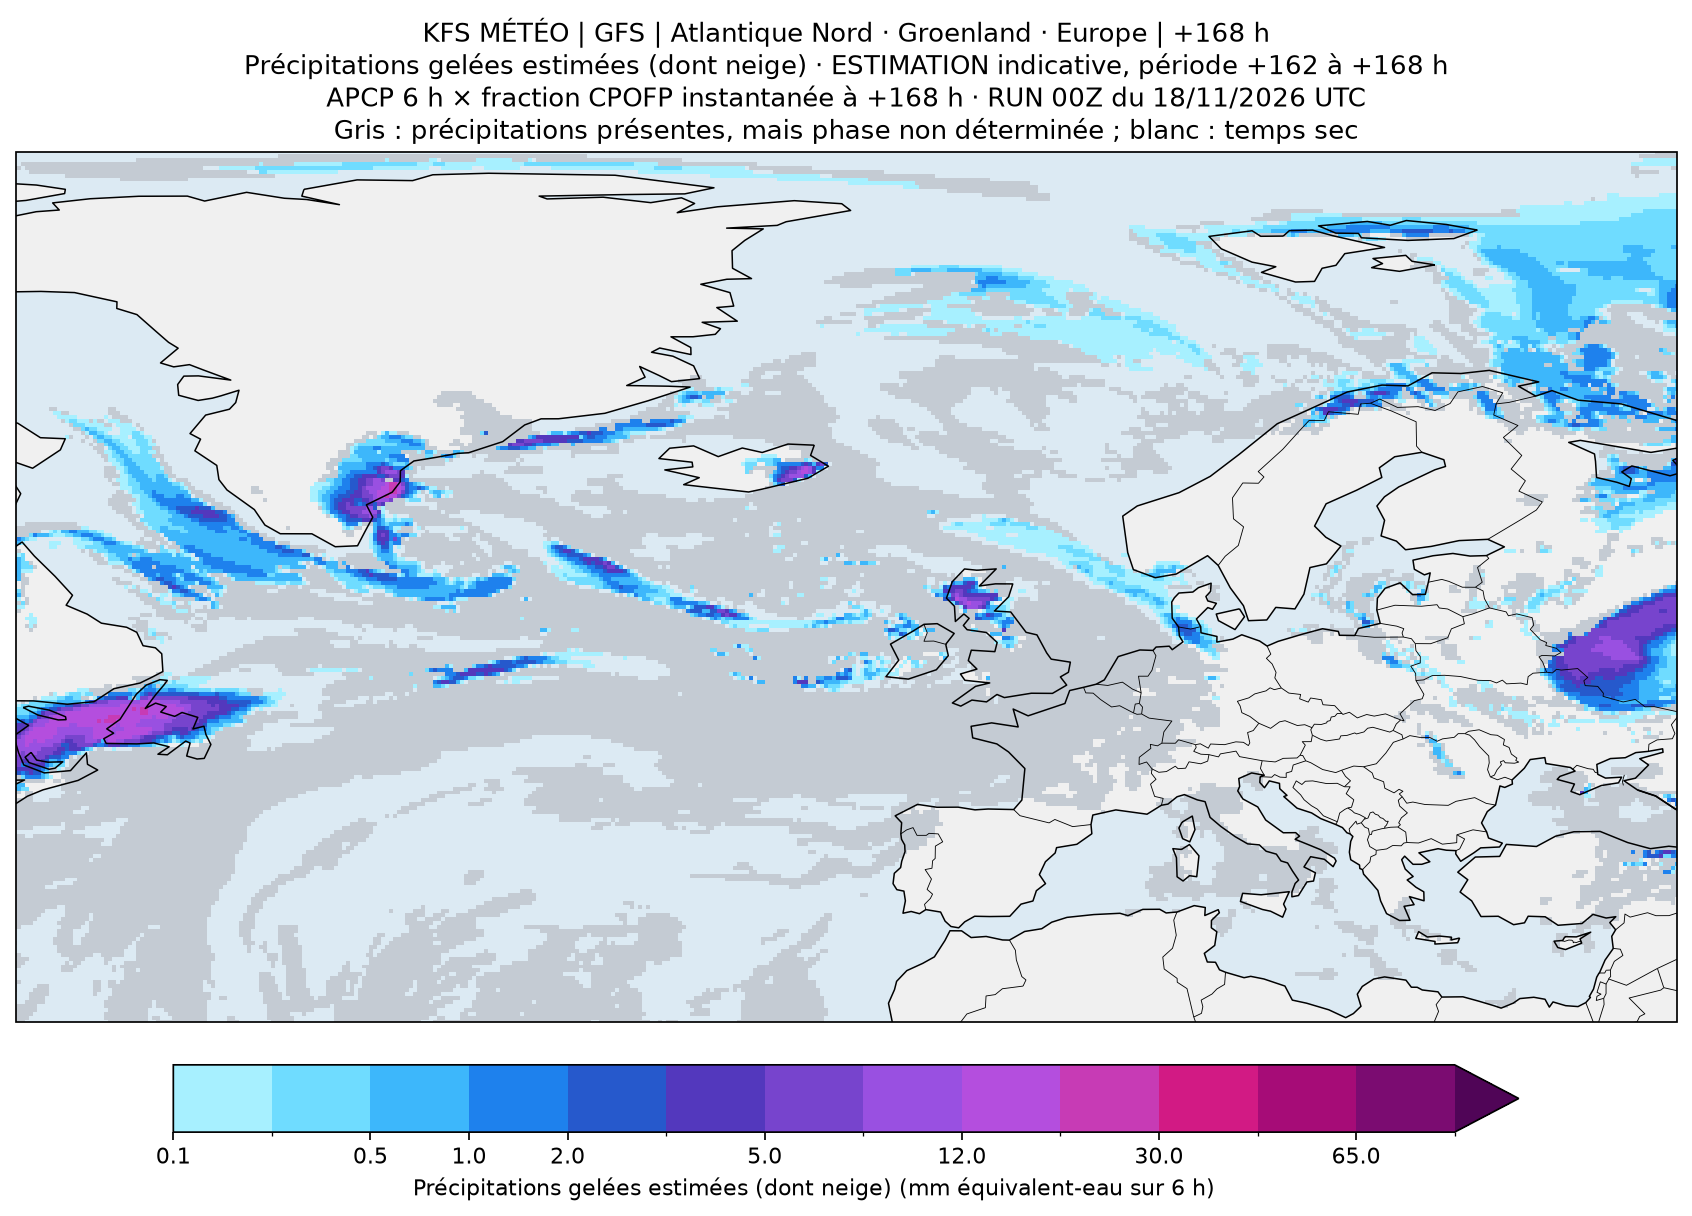 KFS MÉTÉO | GFS | Atlantique Nord · Groenland · Europe | +168 h
Précipitations gelées estimées (dont neige) · ESTIMATION indicative, période +162 à +168 h
APCP 6 h × fraction CPOFP instantanée à +168 h · RUN 00Z du 18/11/2026 UTC
Gris : précipitations présentes, mais phase non déterminée ; blanc : temps sec
0.1 0.5 1.0 2.0 5.0 12.0 30.0 65.0
Précipitations gelées estimées (dont neige) (mm équivalent-eau sur 6 h)